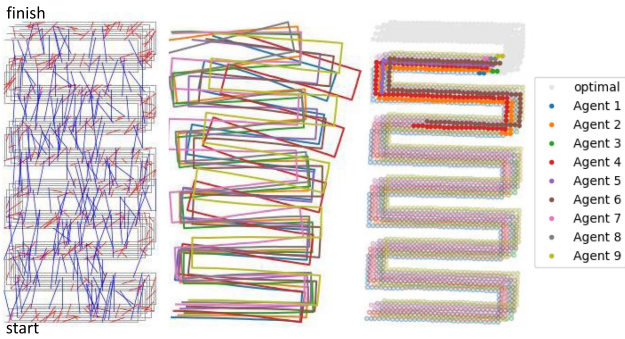 finish
start
optimal
Agent 1
Agent 2
Agent 3
Agent 4
Agent 5
Agent 6
Agent 7
Agent 8
Agent 9